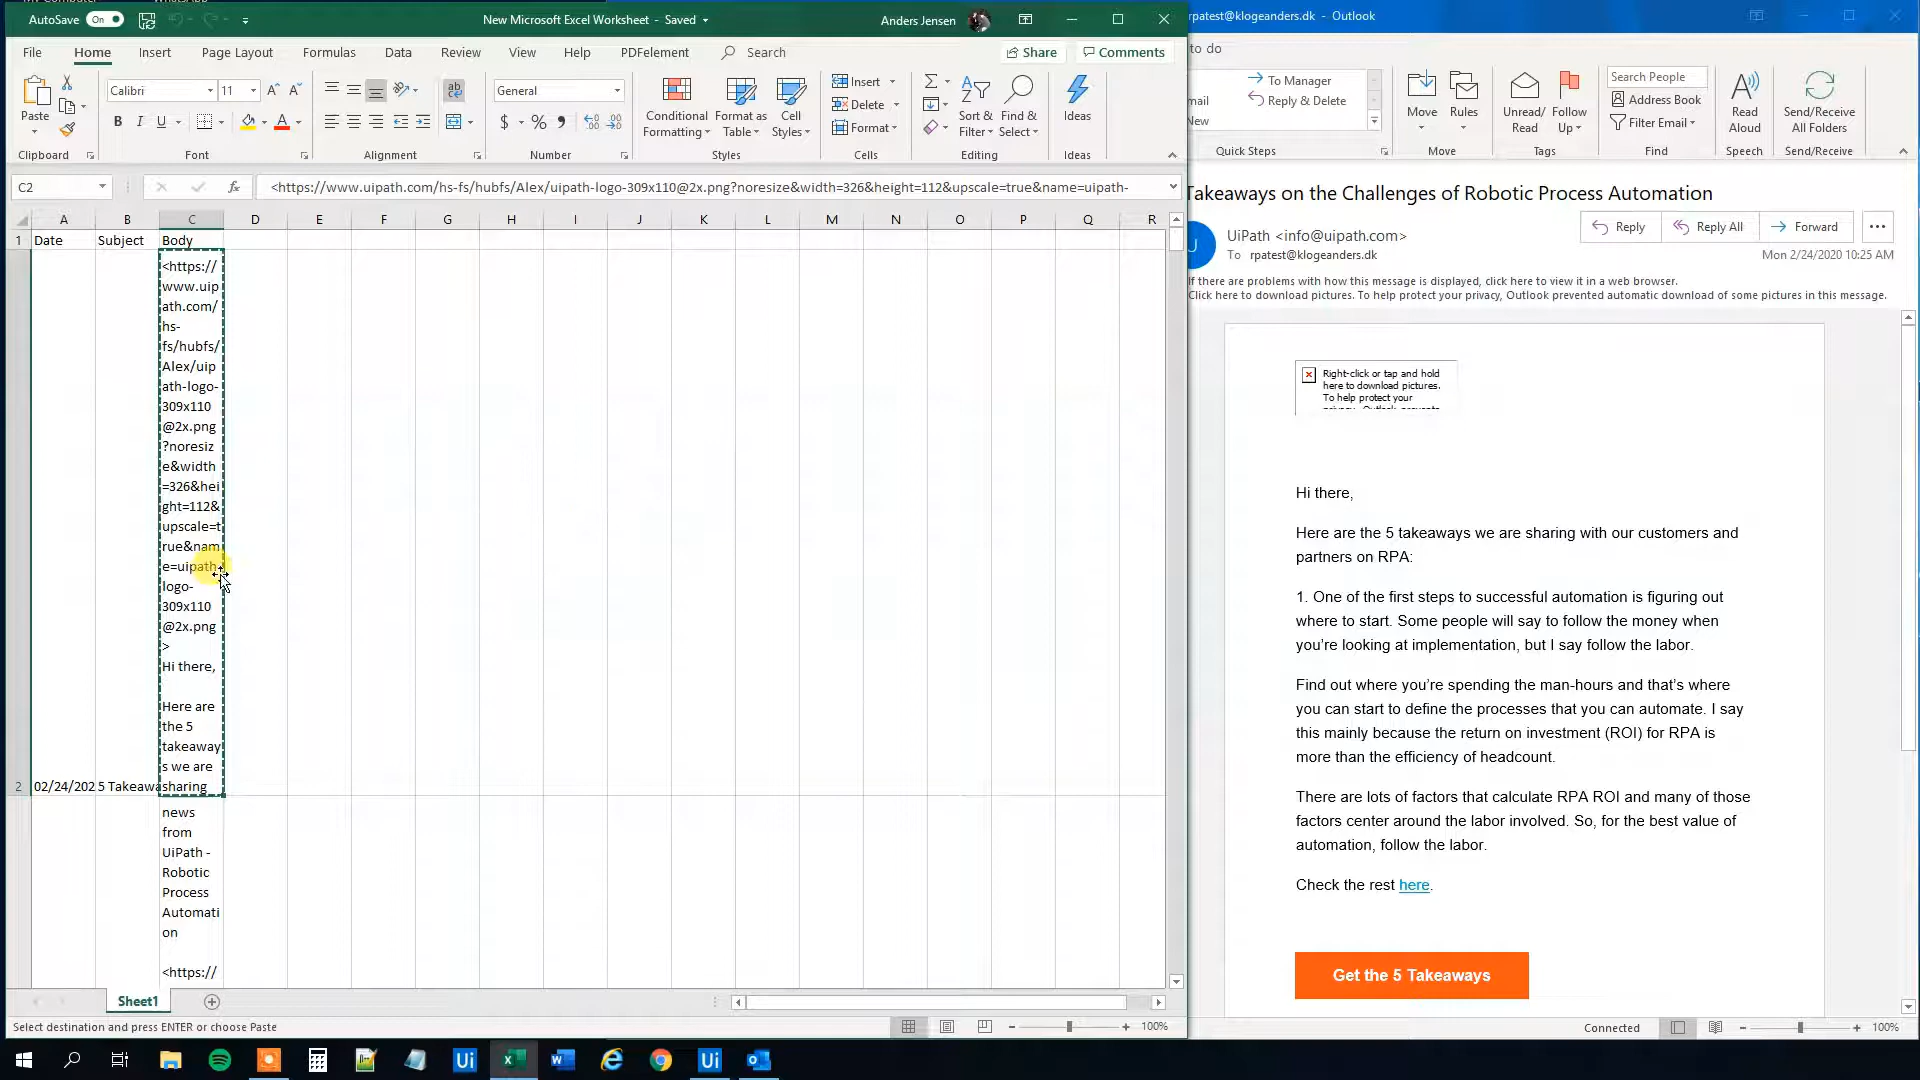 AutoSave On
New Microsoft Excel Worksheet - Saved
Anders Jensen
File Home Insert Page Layout Formulas Data Review View Help PDFelement Search
Share Comments
Calibri 11
General
Paste
B I U
$ % 9
Conditional Formatting
Format as Table
Cell Styles
Insert
Delete
Format
Sort & Filter
Find & Select
Ideas
Clipboard Font Alignment Number Styles Cells Editing Ideas
C2 fx <https://www.uipath.com/hs-fs/hubfs/Alex/uipath-logo-309x110@2x.png?noresize&width=326&height=112&upscale=true&name=uipath-
A B C D E F G H I J K L M N O P Q R
1 Date Subject Body
<https://
www.uip
ath.com/
hs-
fs/hubfs/
Alex/uip
ath-logo-
309x110
@2x.png
?noresiz
e&width
=326&hei
ght=112&
upscale=t
rue&nam
e=uipath-
logo-
309x110
@2x.png
>
Hi there,
Here are
the 5
takeaway
s we are
2 02/24/202 5 Takeawa sharing
news
from
UiPath -
Robotic
Process
Automati
on
<https://
Sheet1
Select destination and press ENTER or choose Paste
100%
rpatest@klogeanders.dk - Outlook
to do
To Manager
Reply & Delete
New
Move
Rules
Unread/ Read
Follow Up
Search People
Address Book
Filter Email
Read Aloud
Send/Receive All Folders
Quick Steps Move Tags Find Speech Send/Receive
Takeaways on the Challenges of Robotic Process Automation
UiPath <info@uipath.com>
To rpatest@klogeanders.dk
Reply Reply All Forward
Mon 2/24/2020 10:25 AM
If there are problems with how this message is displayed, click here to view it in a web browser.
Click here to download pictures. To help protect your privacy, Outlook prevented automatic download of some pictures in this message.
Right-click or tap and hold
here to download pictures.
To help protect your
Hi there,
Here are the 5 takeaways we are sharing with our customers and
partners on RPA:
1. One of the first steps to successful automation is figuring out
where to start. Some people will say to follow the money when
you’re looking at implementation, but I say follow the labor.
Find out where you’re spending the man-hours and that’s where
you can start to define the processes that you can automate. I say
this mainly because the return on investment (ROI) for RPA is
more than the efficiency of headcount.
There are lots of factors that calculate RPA ROI and many of those
factors center around the labor involved. So, for the best value of
automation, follow the labor.
Check the rest here.
Get the 5 Takeaways
Connected
100%